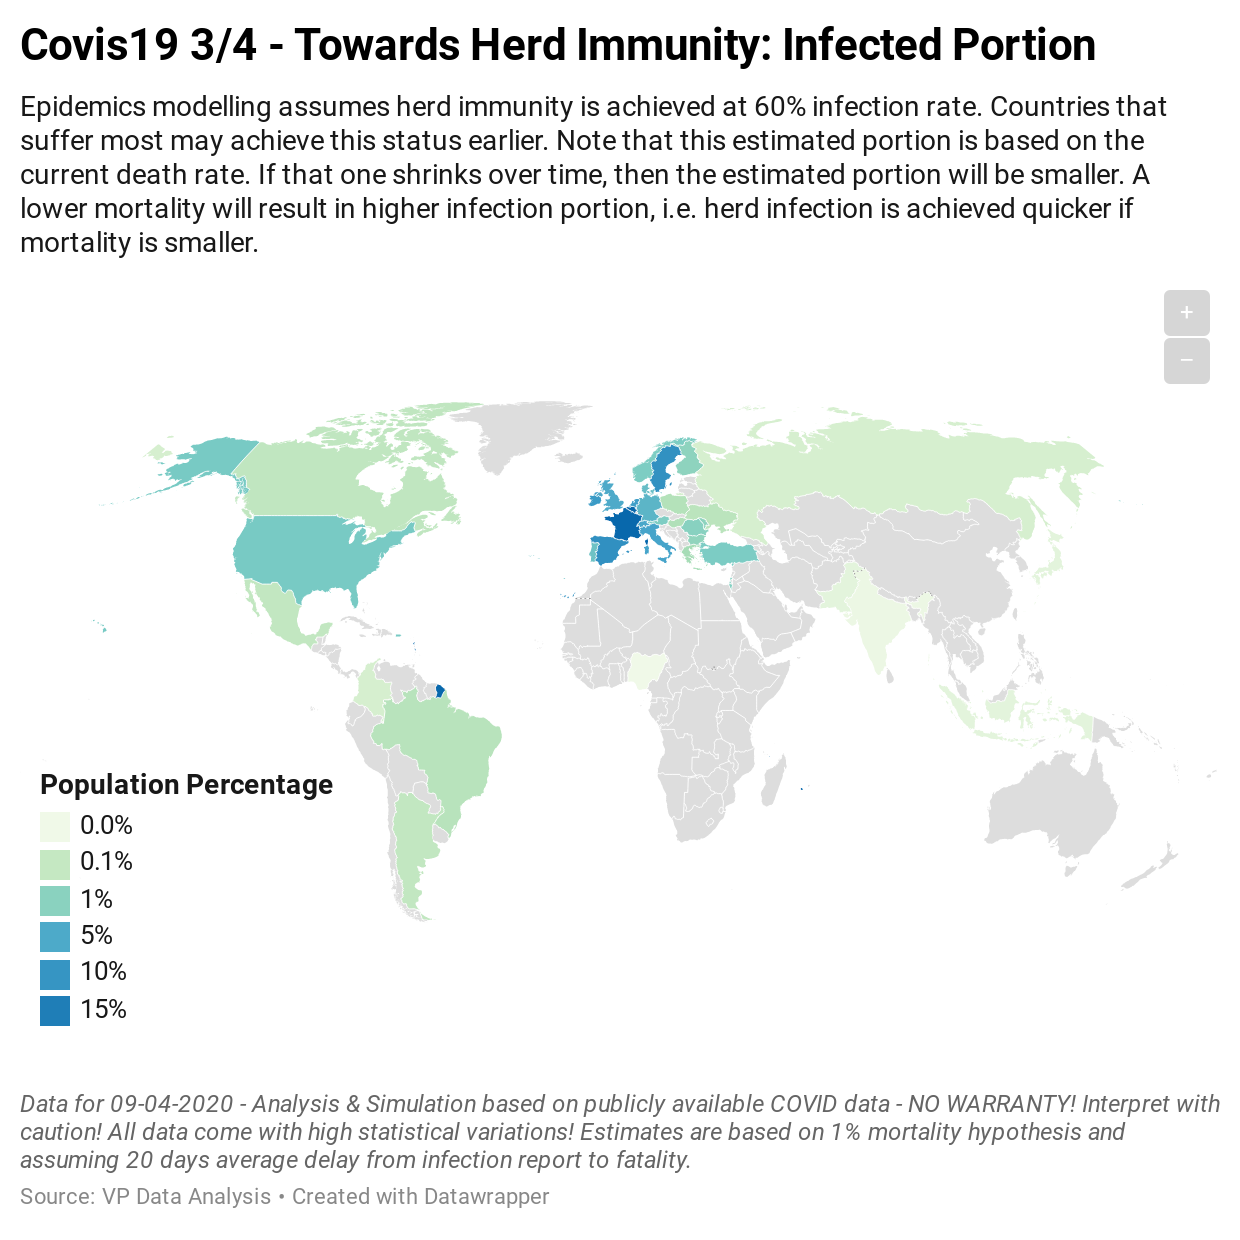 Covis19 3/4 - Towards Herd Immunity: Infected Portion
Epidemics modelling assumes herd immunity is achieved at 60% infection rate. Countries that
suffer most may achieve this status earlier. Note that this estimated portion is based on the
current death rate. If that one shrinks over time, then the estimated portion will be smaller. A
lower mortality will result in higher infection portion, i.e. herd infection is achieved quicker if
mortality is smaller.
+
−
Population Percentage
0.0%
0.1%
1%
5%
10%
15%
Data for 09-04-2020 - Analysis & Simulation based on publicly available COVID data - NO WARRANTY! Interpret with
caution! All data come with high statistical variations! Estimates are based on 1% mortality hypothesis and
assuming 20 days average delay from infection report to fatality.
Source: VP Data Analysis • Created with Datawrapper